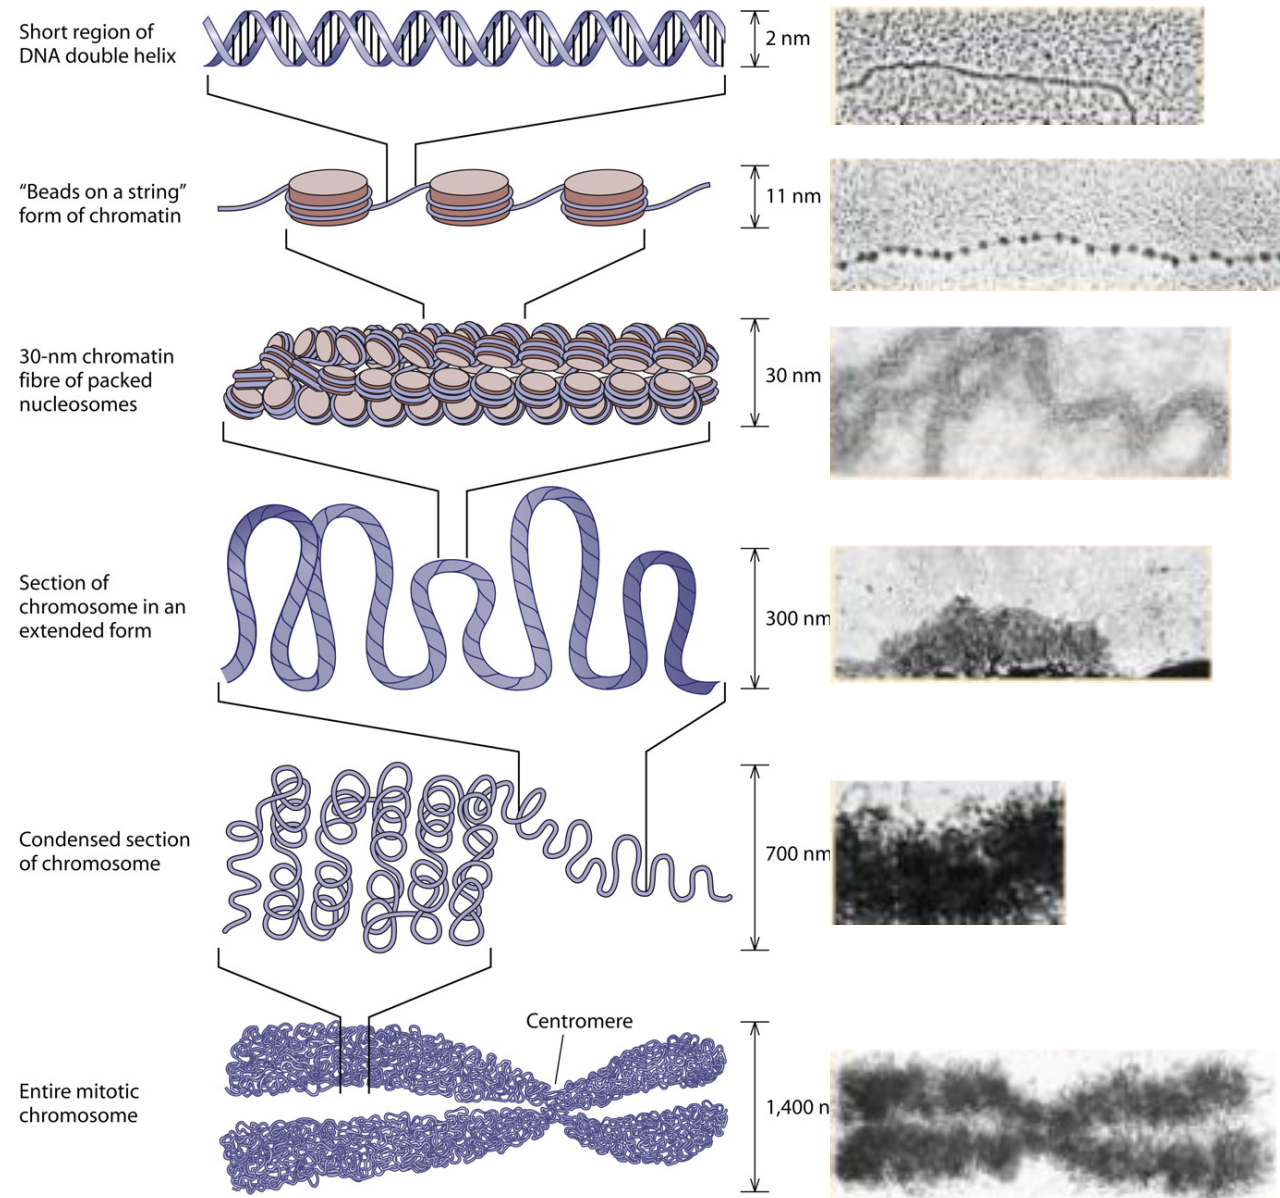 Short region of
DNA double helix
2 nm
“Beads on a string”
form of chromatin
11 nm
30-nm chromatin
fibre of packed
nucleosomes
30 nm
Section of
chromosome in an
extended form
300 nm
Condensed section
of chromosome
700 nm
Centromere
Entire mitotic
chromosome
1,400 n